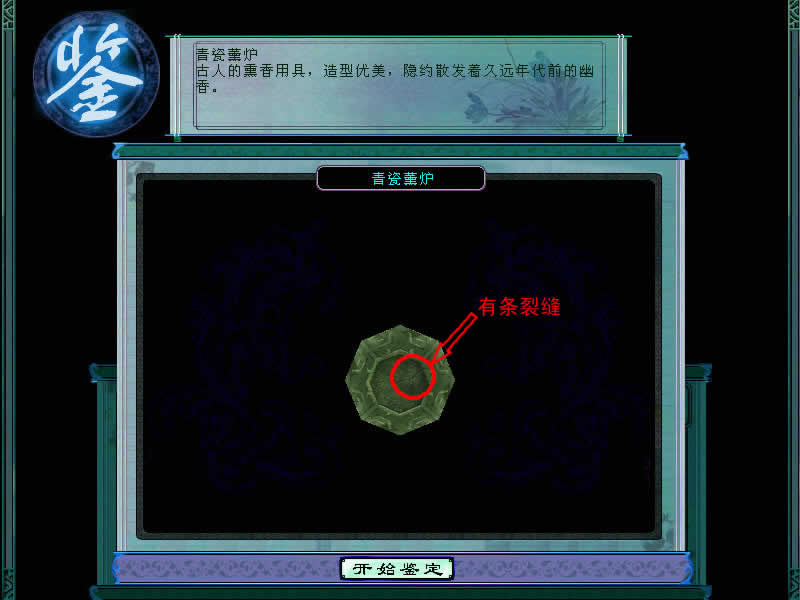 鉴
青瓷薰炉
古人的熏香用具，造型优美，隐约散发着久远年代前的幽
香。
青瓷薰炉
有条裂缝
开始鉴定